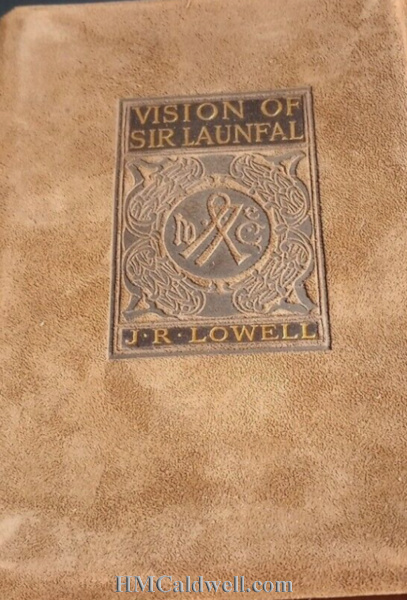 VISION OF
SIR LAUNFAL
J·R·LOWELL
HMCaldwell.com